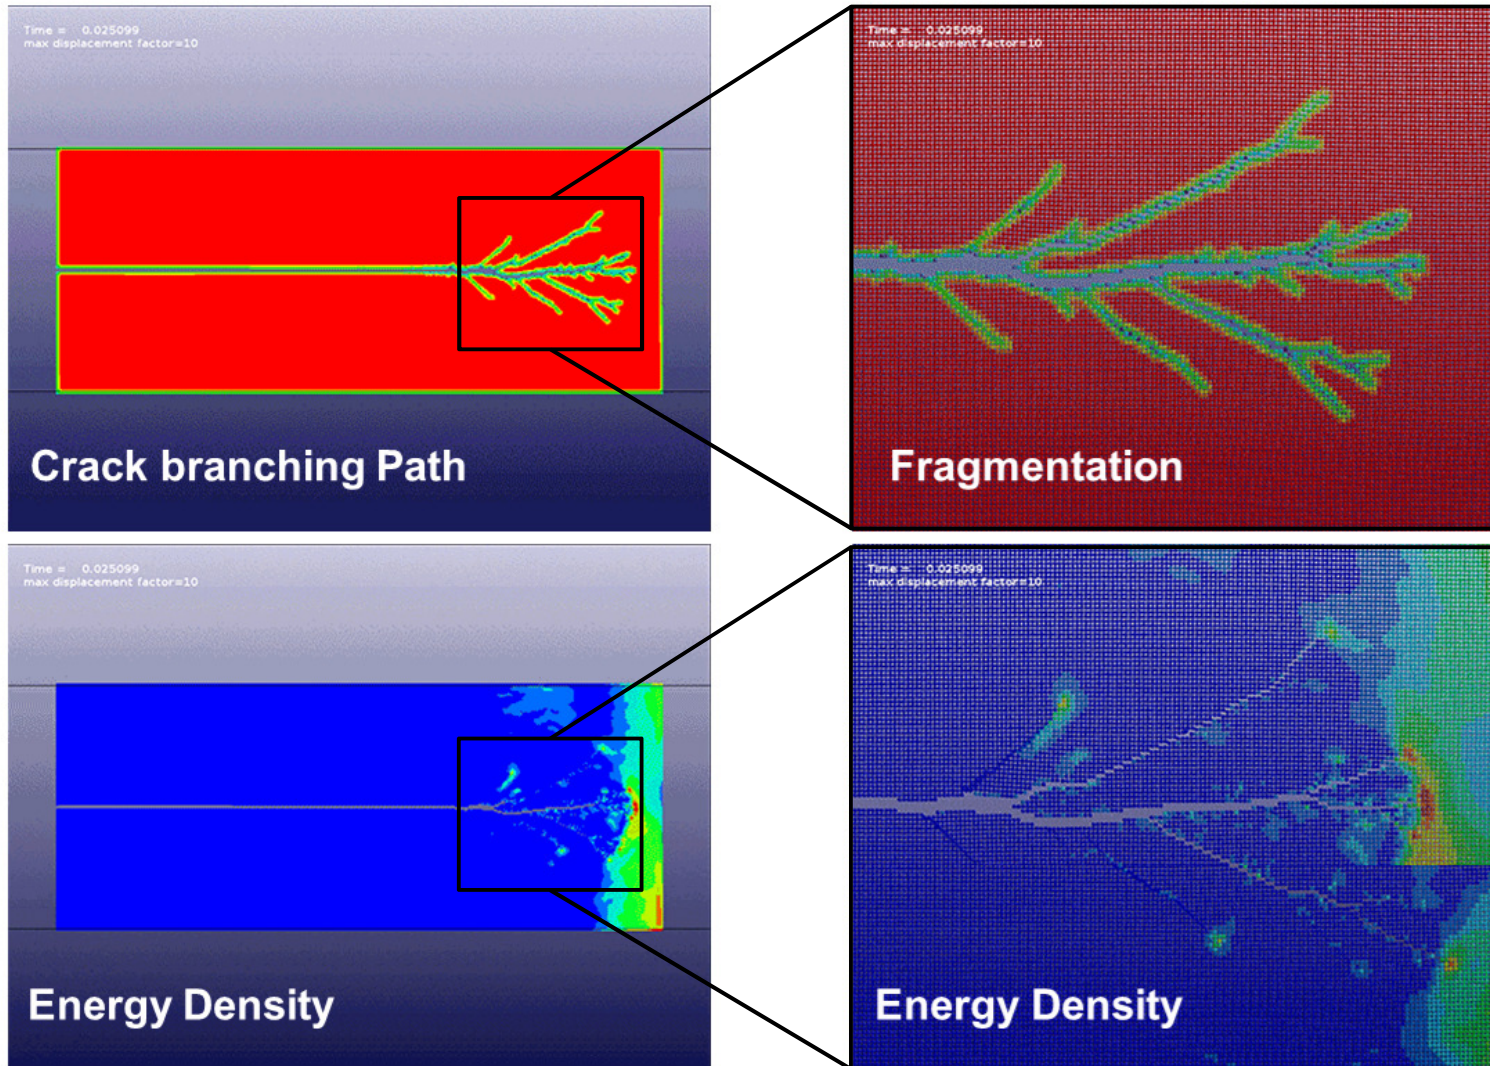 Time = 0.025099
max displacement factor=10
Crack branching Path
Time = 0.025099
max displacement factor=10
Fragmentation
Time = 0.025099
max displacement factor=10
Energy Density
Time = 0.025099
max displacement factor=10
Energy Density